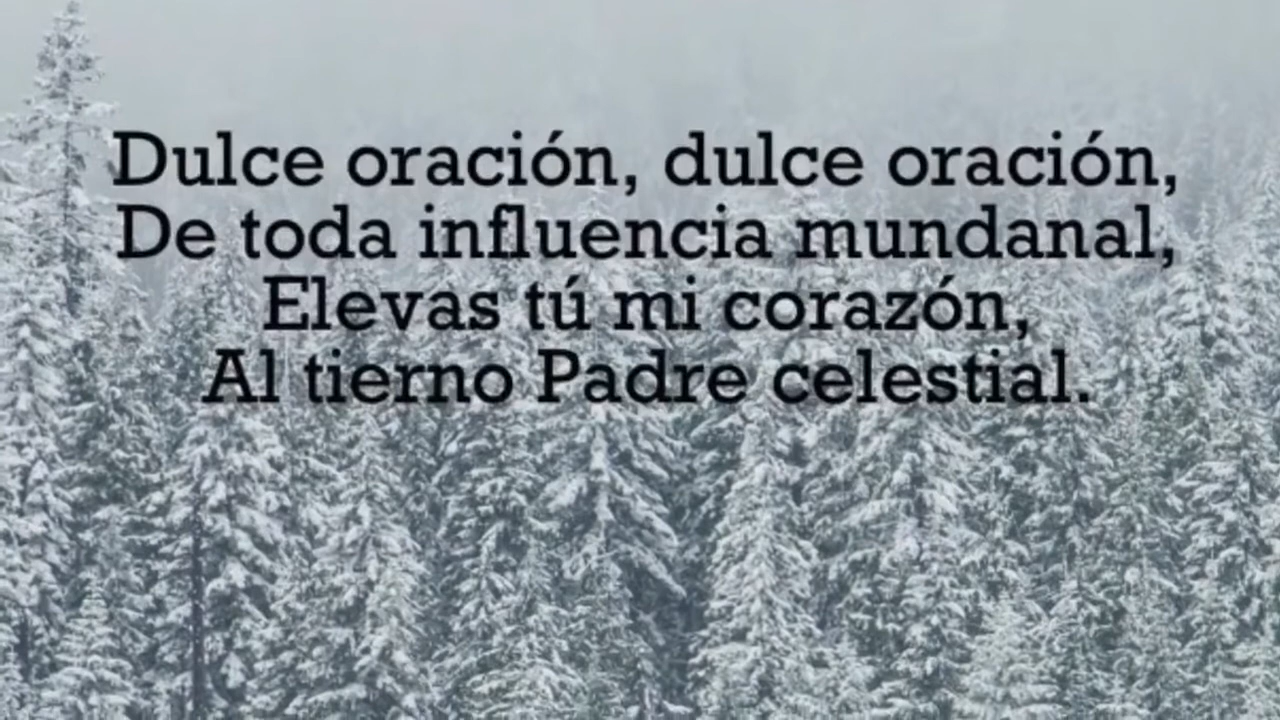 Dulce oración, dulce oración,
De toda influencia mundanal,
Elevas tú mi corazón,
Al tierno Padre celestial.